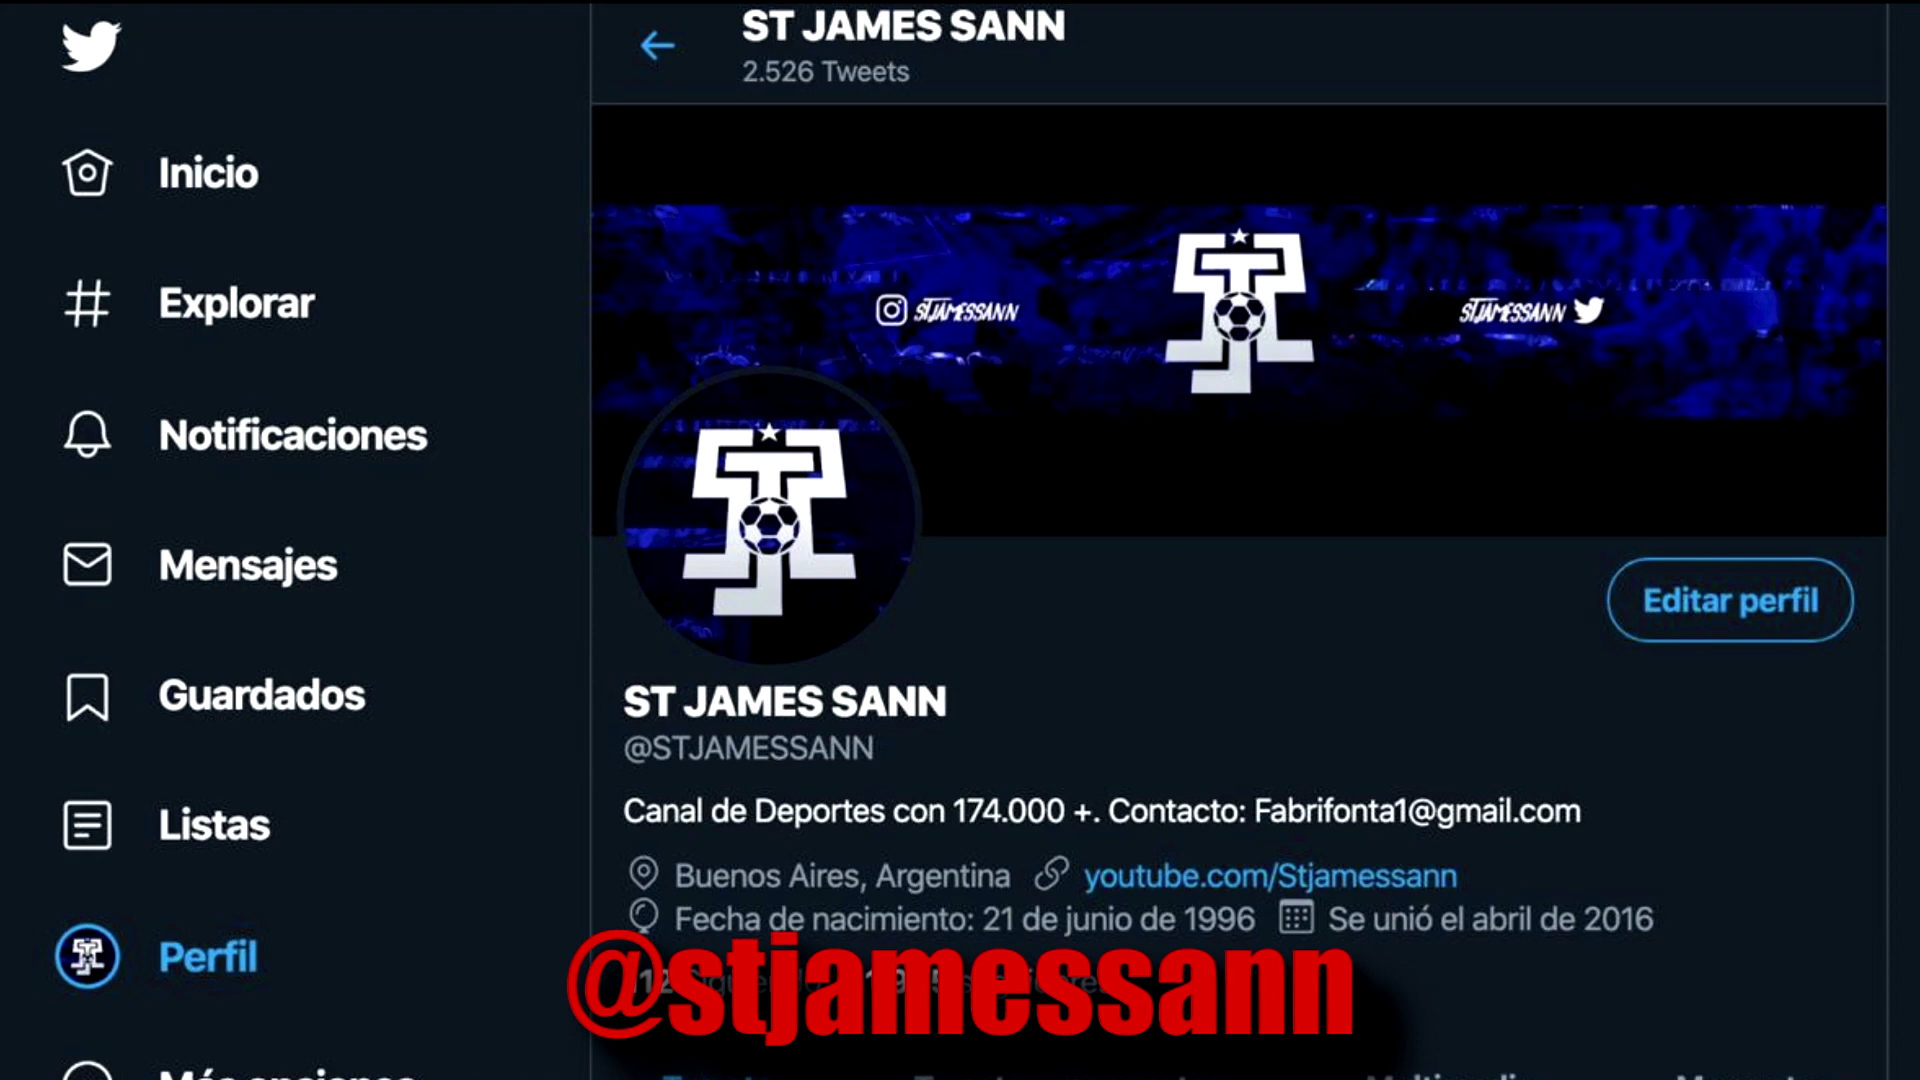 ST JAMES SANN
2.526 Tweets
Inicio
Explorar
Notificaciones
Mensajes
Guardados
Listas
Perfil
STJAMESSANN
STJAMESSANN
Editar perfil
ST JAMES SANN
@STJAMESSANN
Canal de Deportes con 174.000 +. Contacto: Fabrifonta1@gmail.com
Buenos Aires, Argentina youtube.com/Stjamessann
Fecha de nacimiento: 21 de junio de 1996 Se unió el abril de 2016
@stjamessann
Más opciones